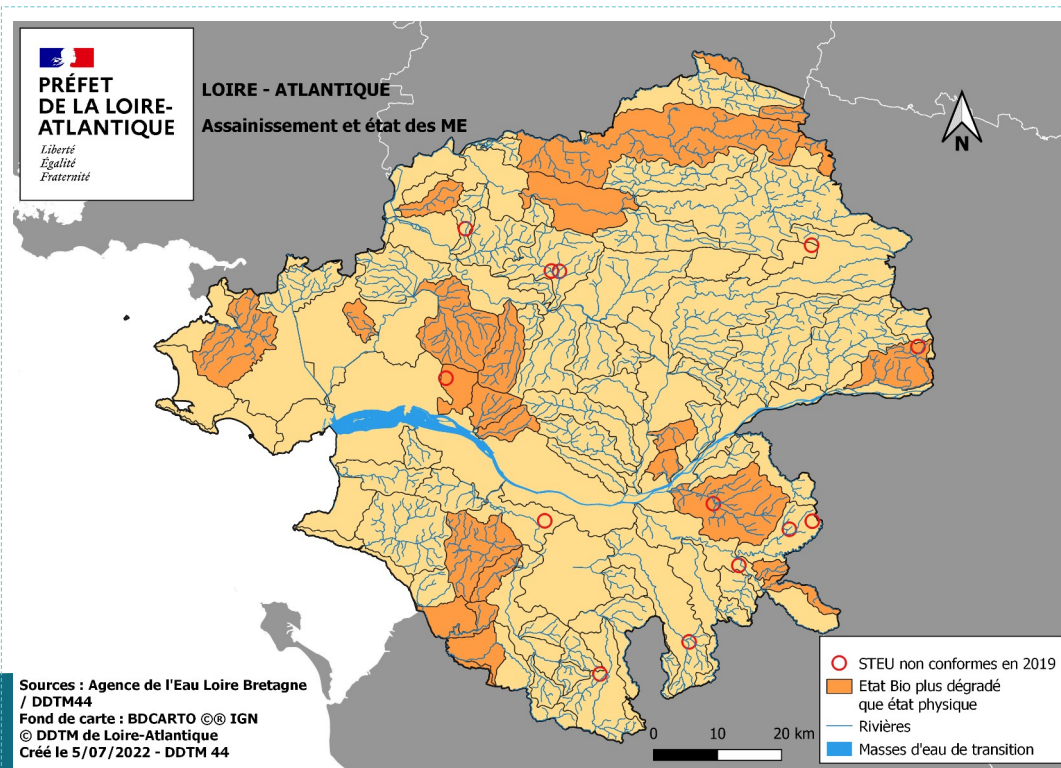 PRÉFET
DE LA LOIRE-
ATLANTIQUE
Liberté
Égalité
Fraternité
LOIRE - ATLANTIQUE
Assainissement et état des ME
N
STEU non conformes en 2019
Etat Bio plus dégradé
que état physique
Rivières
Masses d'eau de transition
0 10 20 km
Sources : Agence de l'Eau Loire Bretagne
/ DDTM44
Fond de carte : BDCARTO ©® IGN
© DDTM de Loire-Atlantique
Créé le 5/07/2022 - DDTM 44